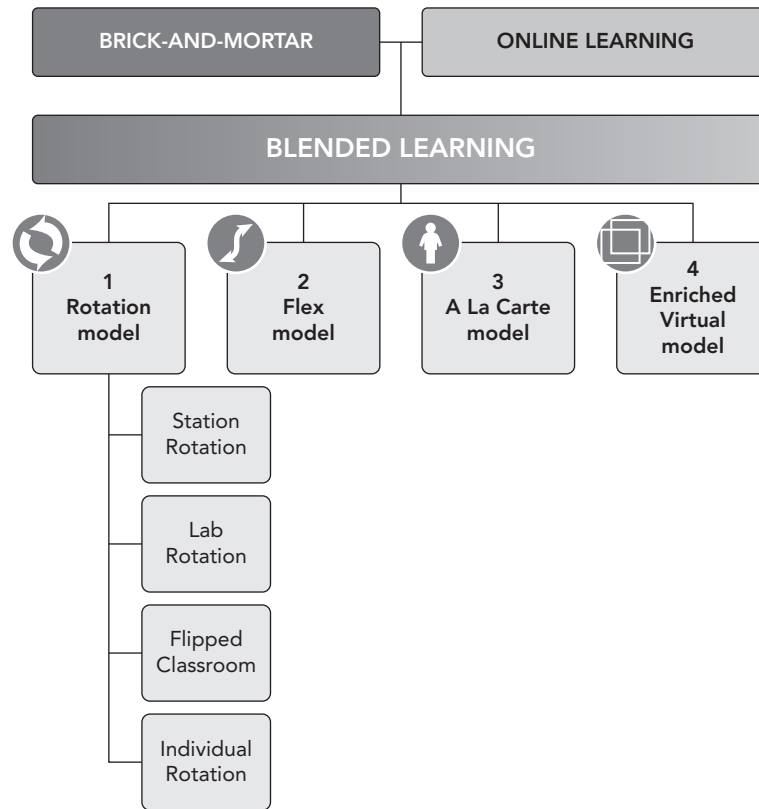 BRICK-AND-MORTAR
ONLINE LEARNING
BLENDED LEARNING
1
Rotation
model
2
Flex
model
3
A La Carte
model
4
Enriched
Virtual
model
Station
Rotation
Lab
Rotation
Flipped
Classroom
Individual
Rotation